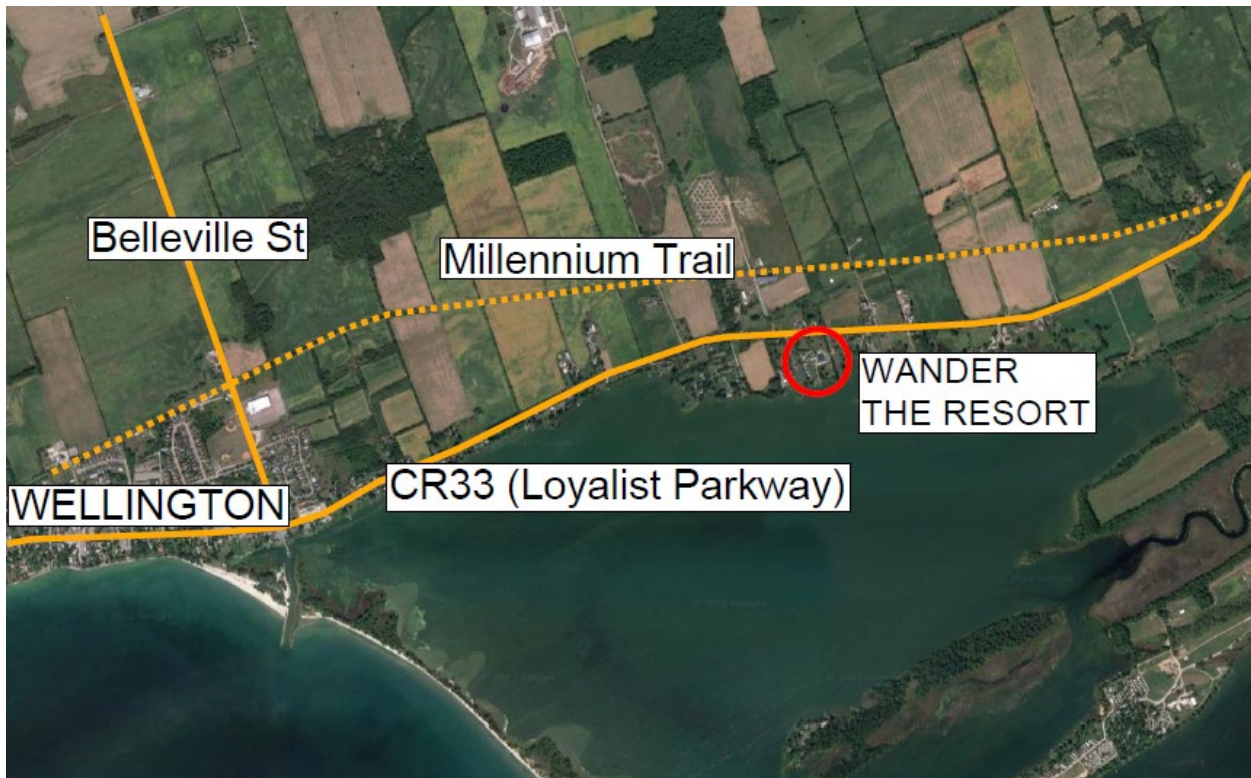 Belleville St
Millennium Trail
WANDER
THE RESORT
CR33 (Loyalist Parkway)
WELLINGTON